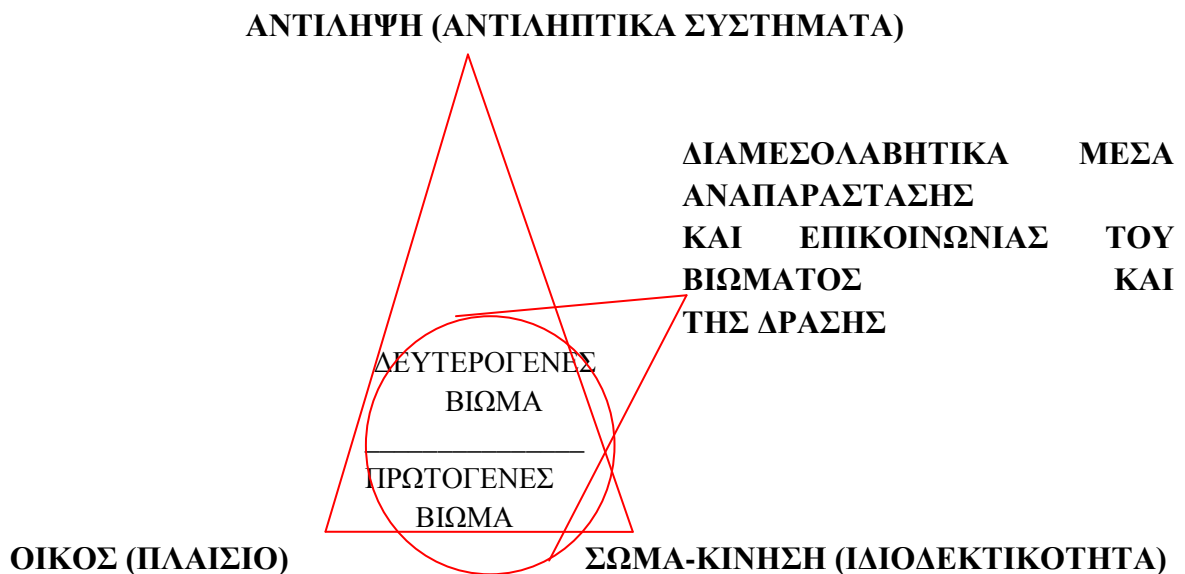 ΑΝΤΙΛΗΨΗ (ΑΝΤΙΛΗΠΤΙΚΑ ΣΥΣΤΗΜΑΤΑ)
ΔΙΑΜΕΣΟΛΑΒΗΤΙΚΑ ΜΕΣΑ
ΑΝΑΠΑΡΑΣΤΑΣΗΣ
ΚΑΙ ΕΠΙΚΟΙΝΩΝΙΑΣ ΤΟΥ
ΒΙΩΜΑΤΟΣ ΚΑΙ
ΤΗΣ ΔΡΑΣΗΣ
ΔΕΥΤΕΡΟΓΕΝΕΣ
ΒΙΩΜΑ
ΠΡΩΤΟΓΕΝΕΣ
ΒΙΩΜΑ
ΟΙΚΟΣ (ΠΛΑΙΣΙΟ) ΣΩΜΑ-ΚΙΝΗΣΗ (ΙΔΙΟΔΕΚΤΙΚΟΤΗΤΑ)